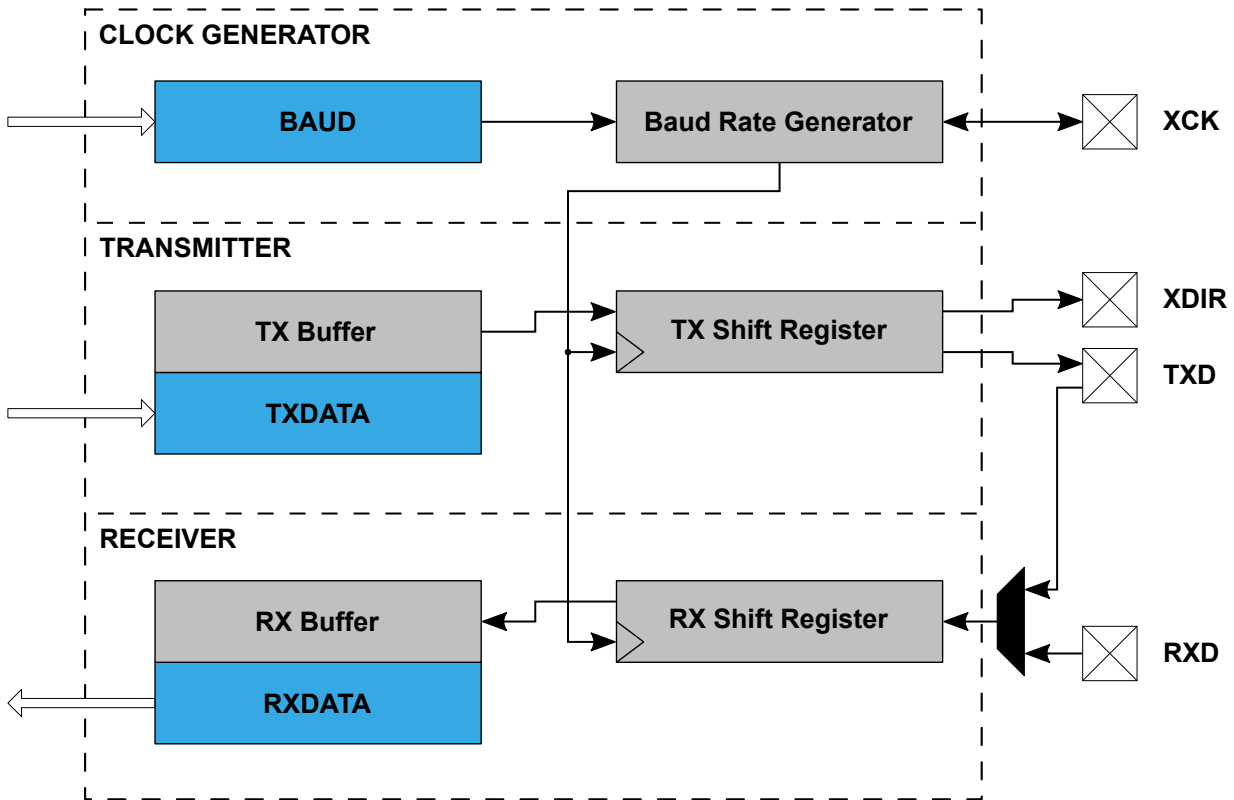 CLOCK GENERATOR
BAUD
Baud Rate Generator
XCK
TRANSMITTER
TX Buffer
TXDATA
TX Shift Register
XDIR
TXD
RECEIVER
RX Buffer
RXDATA
RX Shift Register
RXD